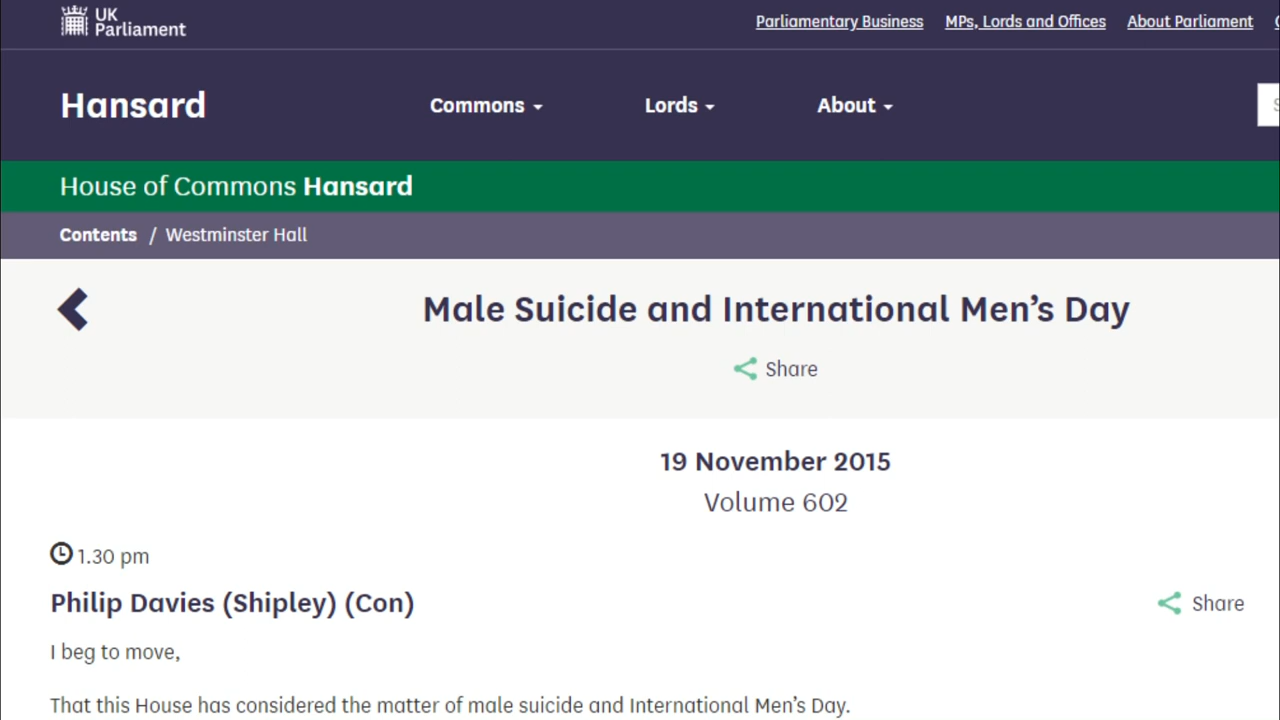 UK
Parliament
Parliamentary Business MPs, Lords and Offices About Parliament
Hansard Commons Lords About
House of Commons Hansard
Contents / Westminster Hall
Male Suicide and International Men's Day
Share
19 November 2015
Volume 602
1.30 pm
Philip Davies (Shipley) (Con) Share
I beg to move,
That this House has considered the matter of male suicide and International Men's Day.